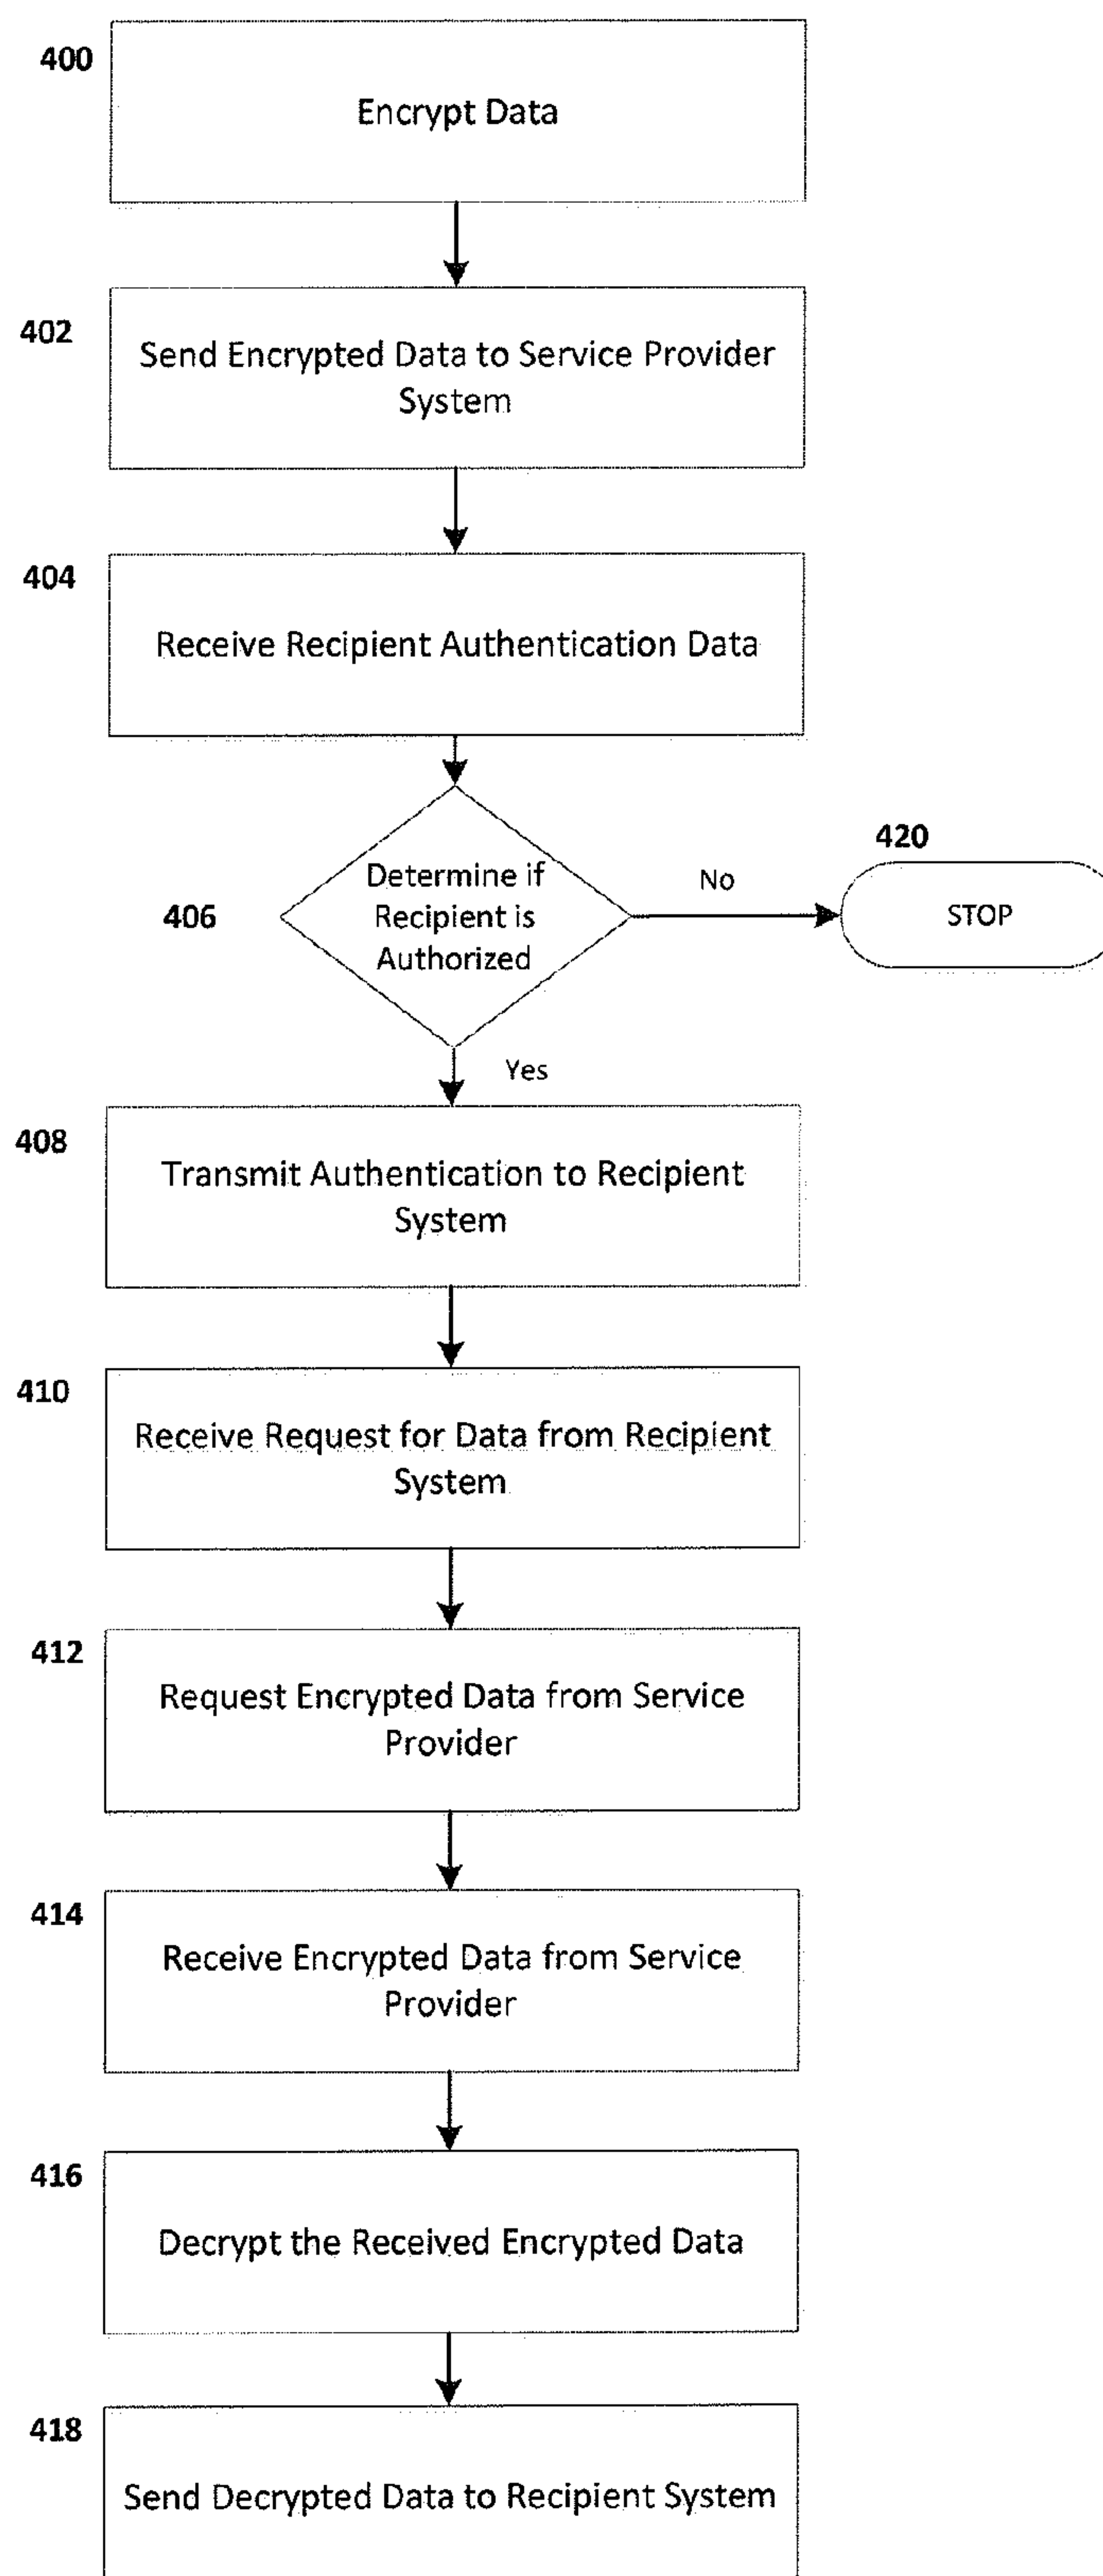 400
Encrypt Data
402
Send Encrypted Data to Service Provider
System
404
Receive Recipient Authentication Data
406
Determine if
Recipient is
Authorized
No
420
STOP
Yes
408
Transmit Authentication to Recipient
System
410
Receive Request for Data from Recipient
System
412
Request Encrypted Data from Service
Provider
414
Receive Encrypted Data from Service
Provider
416
Decrypt the Received Encrypted Data
418
Send Decrypted Data to Recipient System